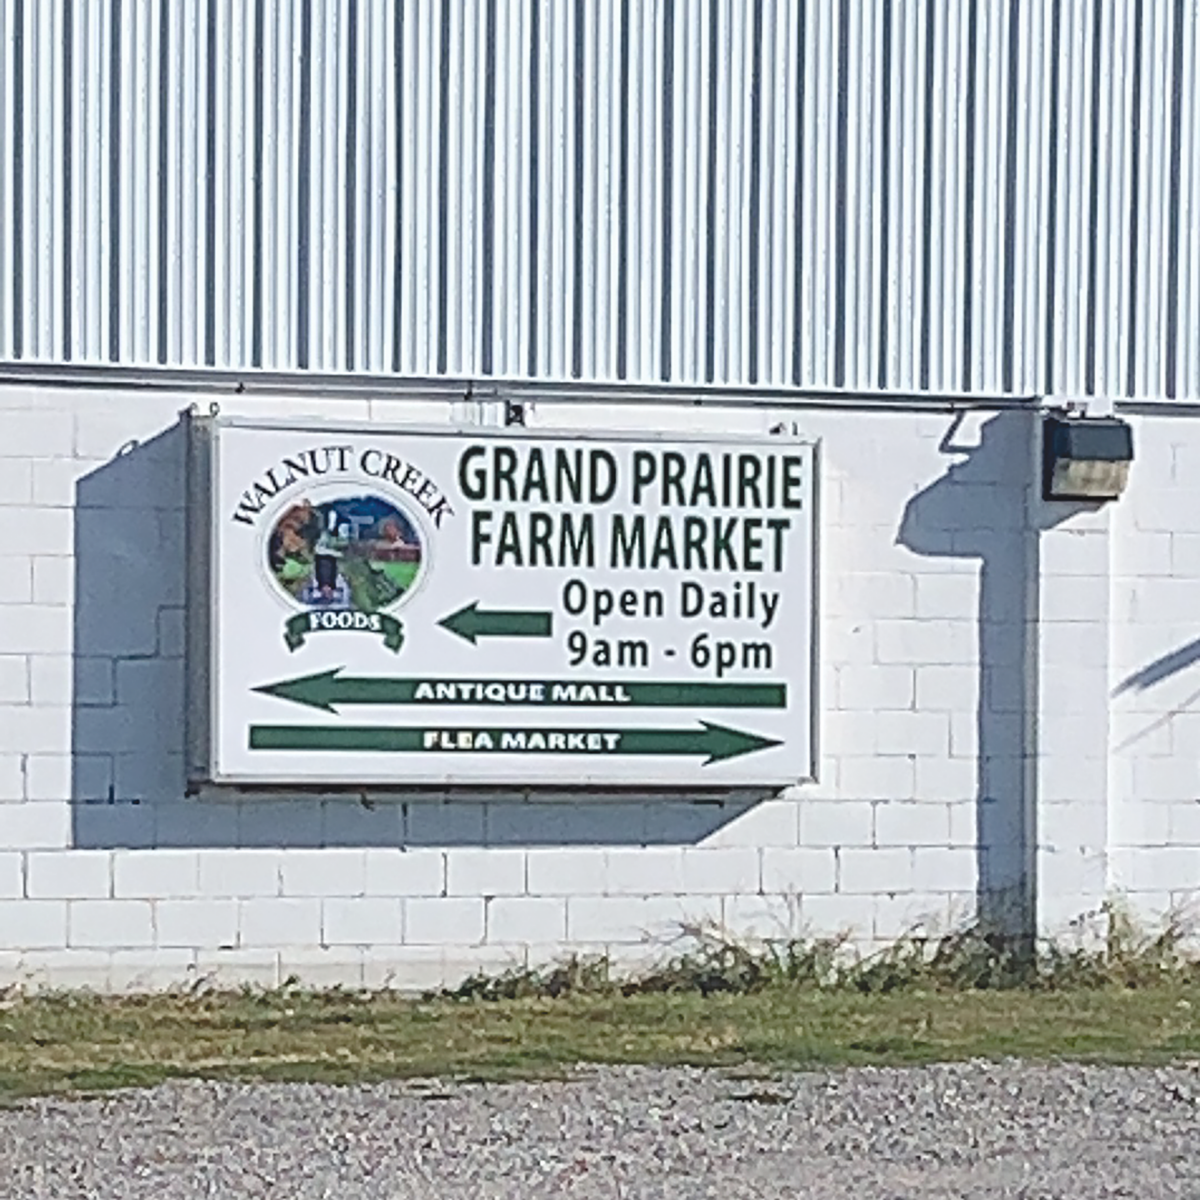 WALNUT CREEK
FOODS
GRAND PRAIRIE
FARM MARKET
Open Daily
9am - 6pm
ANTIQUE MALL
FLEA MARKET